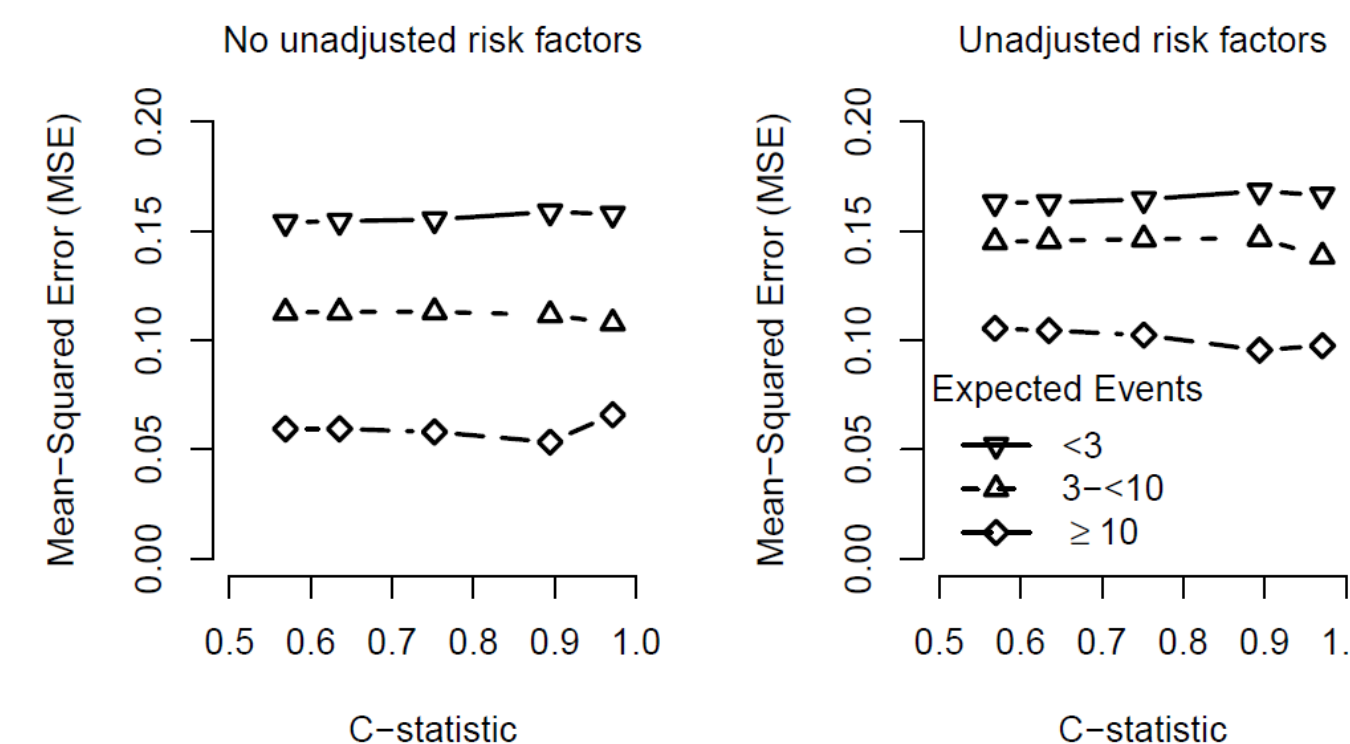 No unadjusted risk factors
Mean−Squared Error (MSE)
0.20
0.15
0.10
0.05
0.00
0.5 0.6 0.7 0.8 0.9 1.0
C−statistic
Unadjusted risk factors
Mean−Squared Error (MSE)
0.20
0.15
0.10
0.05
0.00
Expected Events
<3
3−<10
≥ 10
0.5 0.6 0.7 0.8 0.9 1.
C−statistic